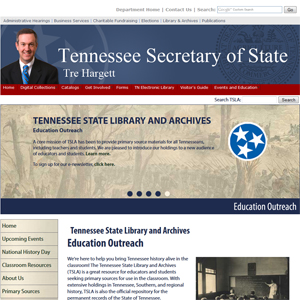 Department Home | Contact Us | Search:
Administrative Hearings | Business Services | Charitable Fundraising | Elections | Library & Archives | Publications
Tennessee Secretary of State
Tre Hargett
Home Digital Collections Catalogs Get Involved Forms TN Electronic Library Visitor's Guide Events and Education
Search TSLA: Search
TENNESSEE STATE LIBRARY AND ARCHIVES
Education Outreach
A core mission of TSLA has been to provide primary source materials for all Tennesseans,
including teachers and students. We are pleased to introduce our holdings to a new audience
of educators and students. Learn more.
To sign up for our e-newsletter, click here.
Education Outreach
Home
Upcoming Events
National History Day
Classroom Resources
About Us
Primary Sources
Tennessee State Library and Archives
Education Outreach
We're here to help you bring Tennessee history alive in the
classroom! The Tennessee State Library and Archives
(TSLA) is a great resource for educators and students
seeking primary sources for use in the classroom. With
extensive holdings in Tennessee, Southern, and regional
history, TSLA is also the official repository for the
permanent records of the State of Tennessee.